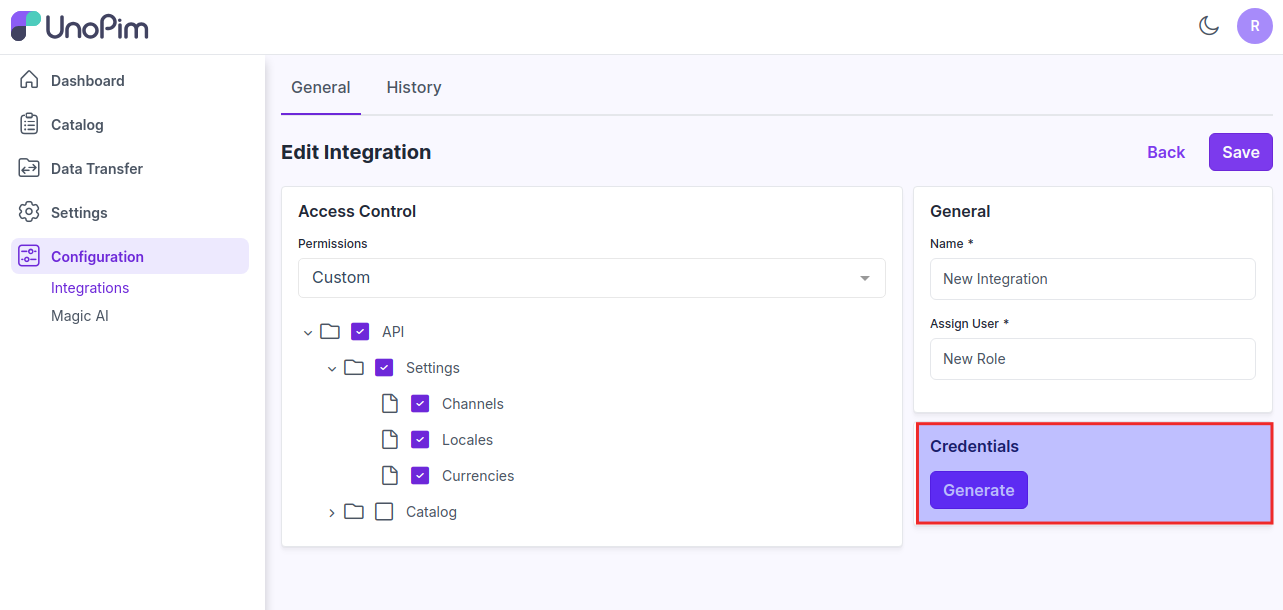 UnoPim
R
Dashboard
Catalog
Data Transfer
Settings
Configuration
Integrations
Magic AI
General History
Edit Integration
Back Save
Access Control
Permissions
Custom
API
Settings
Channels
Locales
Currencies
Catalog
General
Name *
New Integration
Assign User *
New Role
Credentials
Generate